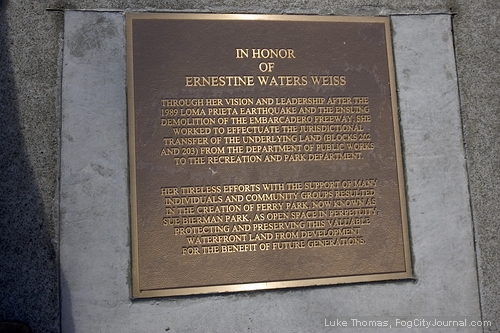 IN HONOR
OF
ERNESTINE WATERS WEISS
THROUGH HER VISION AND LEADERSHIP AFTER THE
1989 LOMA PRIETA EARTHQUAKE AND THE ENSUING
DEMOLITION OF THE EMBARCADERO FREEWAY, SHE
WORKED TO EFFECTUATE THE JURISDICTIONAL
TRANSFER OF THE UNDERLYING LAND (BLOCKS 202
AND 203) FROM THE DEPARTMENT OF PUBLIC WORKS
TO THE RECREATION AND PARK DEPARTMENT.
HER TIRELESS EFFORTS WITH THE SUPPORT OF MANY
INDIVIDUALS AND COMMUNITY GROUPS RESULTED
IN THE CREATION OF FERRY PARK, NOW KNOWN AS
SUE BIERMAN PARK, AS OPEN SPACE IN PERPETUITY,
PROTECTING AND PRESERVING THIS VALUABLE
WATERFRONT LAND FROM DEVELOPMENT
FOR THE BENEFIT OF FUTURE GENERATIONS.
Luke Thomas, FogCityJournal.com